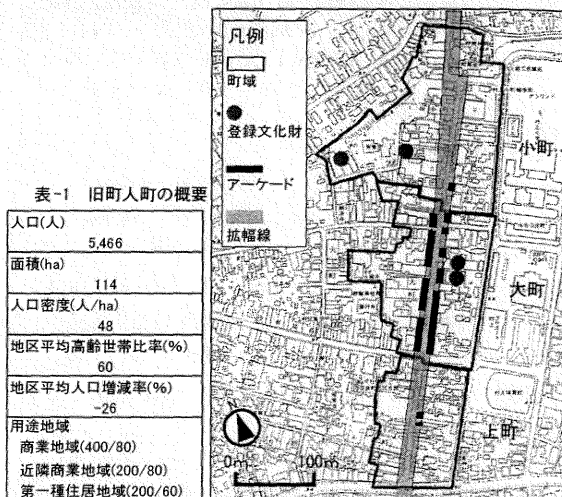 表-1 旧町人町の概要
人口(人)
5,466
面積(ha)
114
人口密度(人/ha)
48
地区平均高齢世帯比率(%)
60
地区平均人口増減率(%)
-26
用途地域
商業地域(400/80)
近隣商業地域(200/80)
第一種住居地域(200/60)
凡例
町域
登録文化財
アーケード
拡幅線
小町
大町
上町
N
0m 100m